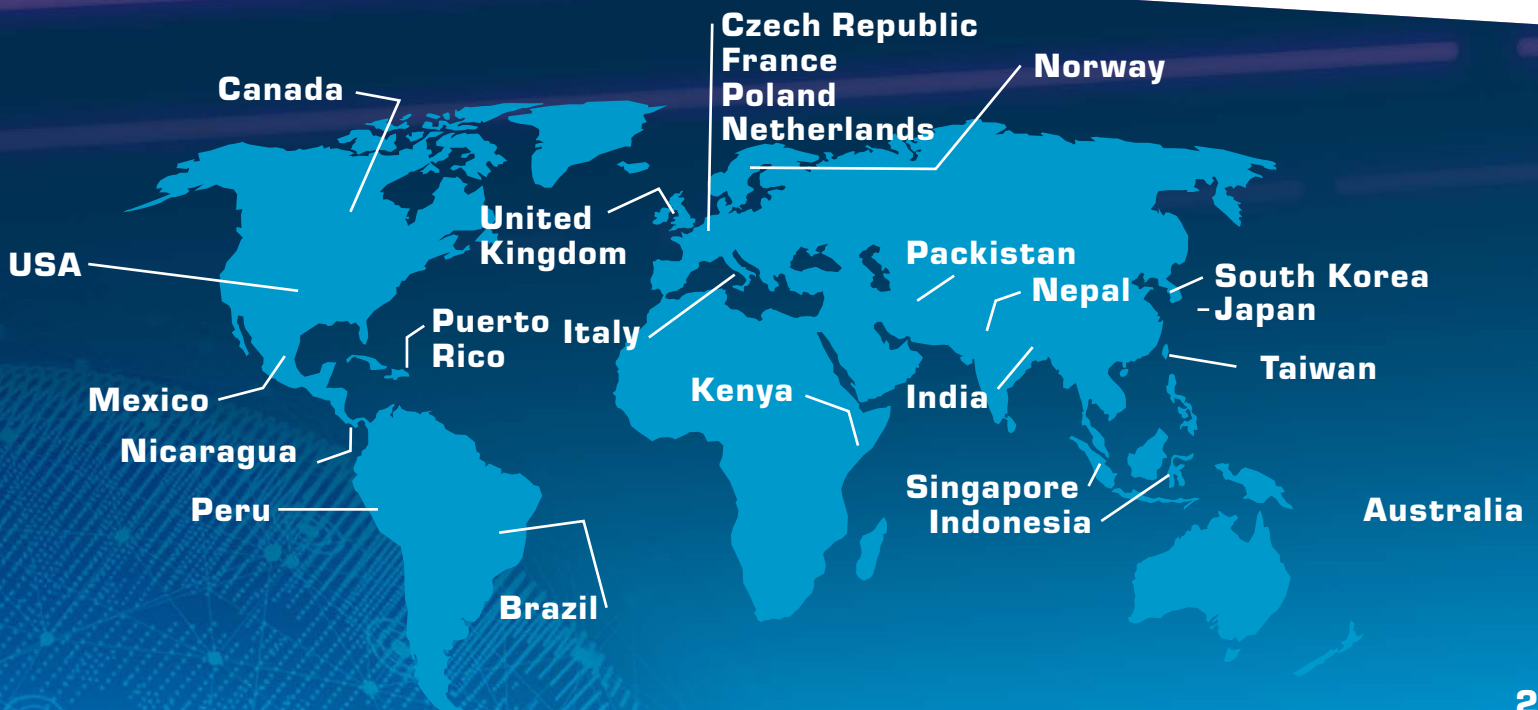 Czech Republic
France
Poland
Netherlands
Norway
Canada
United
Kingdom
USA
Packistan
Nepal
South Korea
-Japan
Puerto
Rico
Italy
Taiwan
Kenya
India
Mexico
Nicaragua
Singapore
Indonesia
Peru
Australia
Brazil
2